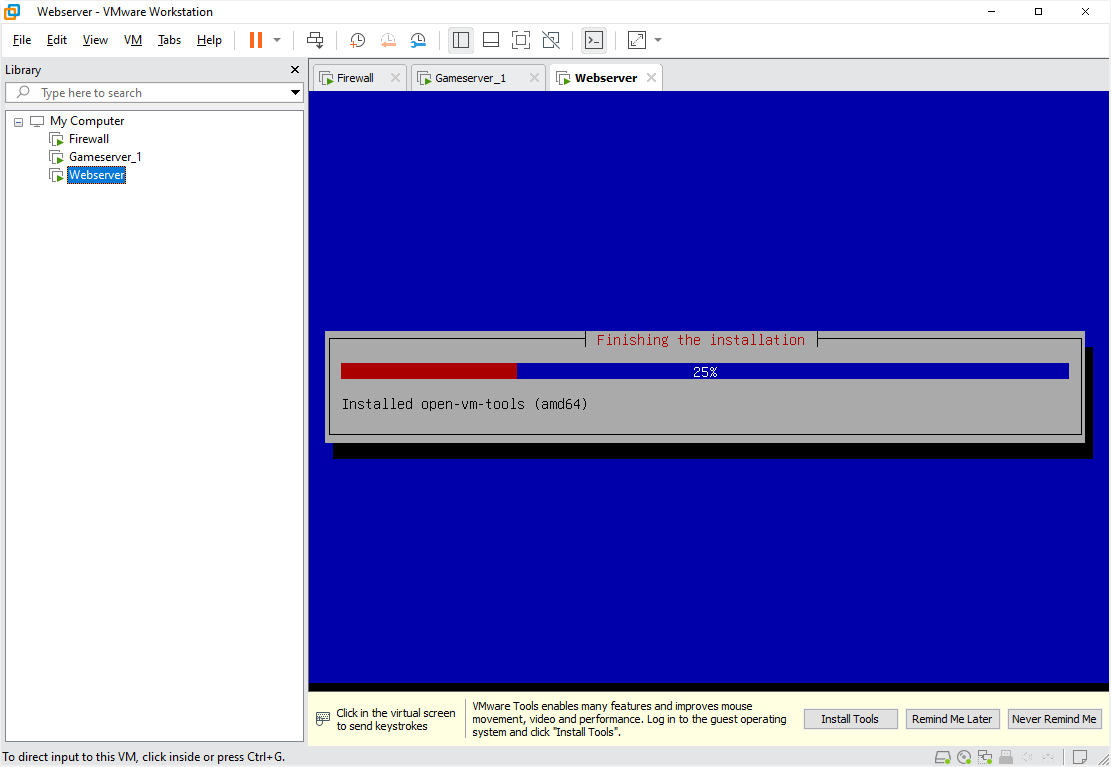 Webserver - VMware Workstation
File Edit View VM Tabs Help
Library
Type here to search
My Computer
Firewall
Gameserver_1
Webserver
Firewall
Gameserver_1
Webserver
Finishing the installation
25%
Installed open-vm-tools (amd64)
Click in the virtual screen
to send keystrokes
VMware Tools enables many features and improves mouse
movement, video and performance. Log in to the guest operating
system and click "Install Tools".
Install Tools
Remind Me Later
Never Remind Me
To direct input to this VM, click inside or press Ctrl+G.